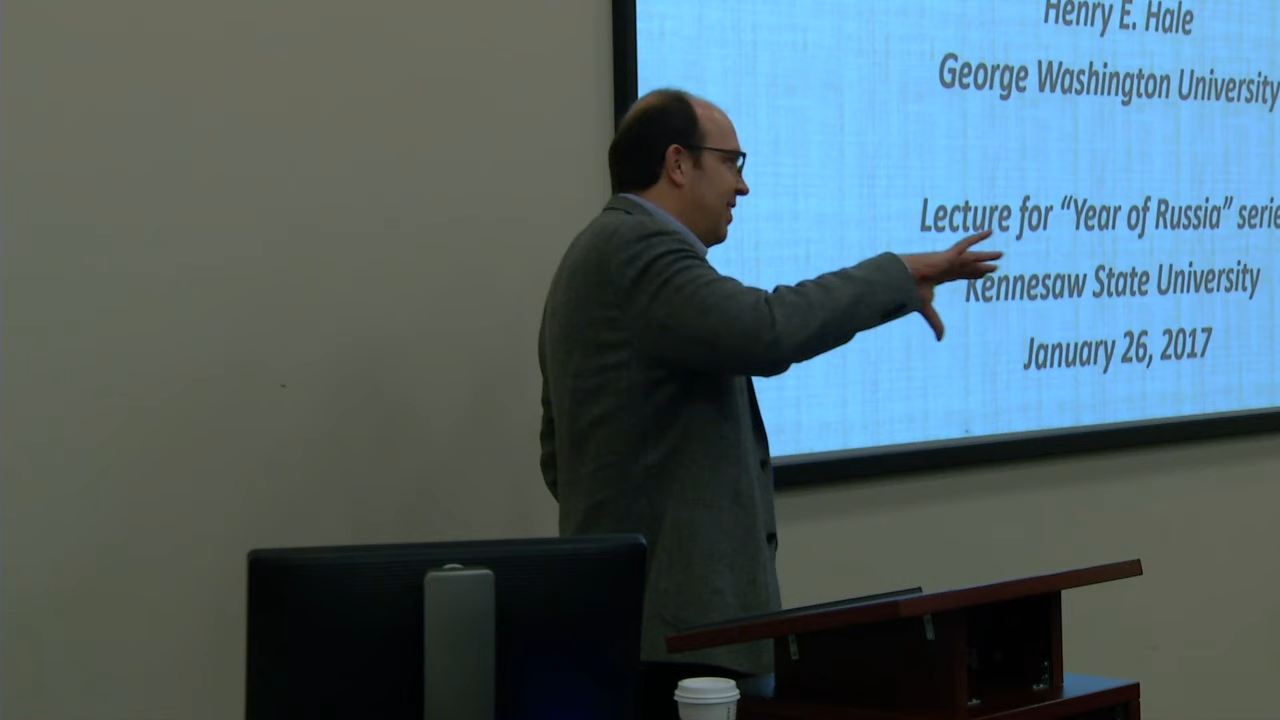 Henry E. Hale
George Washington University
Lecture for “Year of Russia” serie
Kennesaw State University
January 26, 2017